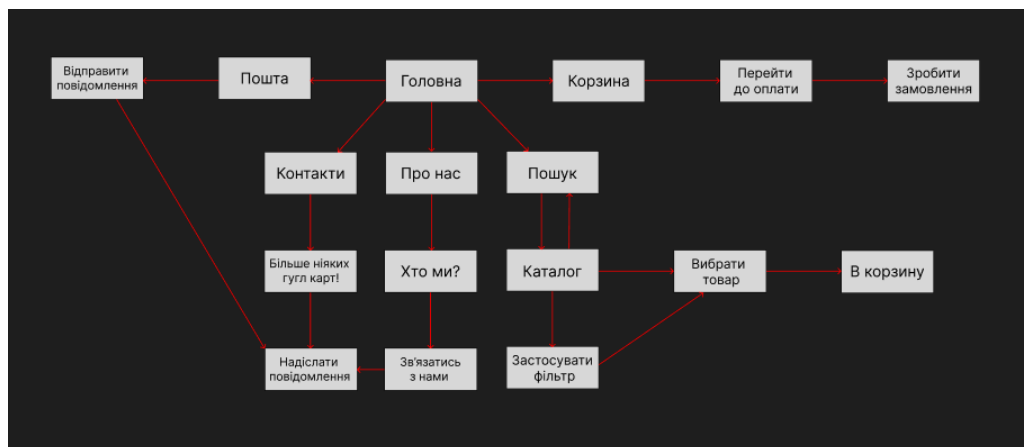 Відправити
повідомлення
Пошта
Головна
Корзина
Перейти
до оплати
Зробити
замовлення
Контакти
Про нас
Пошук
Більше ніяких
гугл карт!
Хто ми?
Каталог
Вибрати
товар
В корзину
Надіслати
повідомлення
Зв'язатись
з нами
Застосувати
фільтр